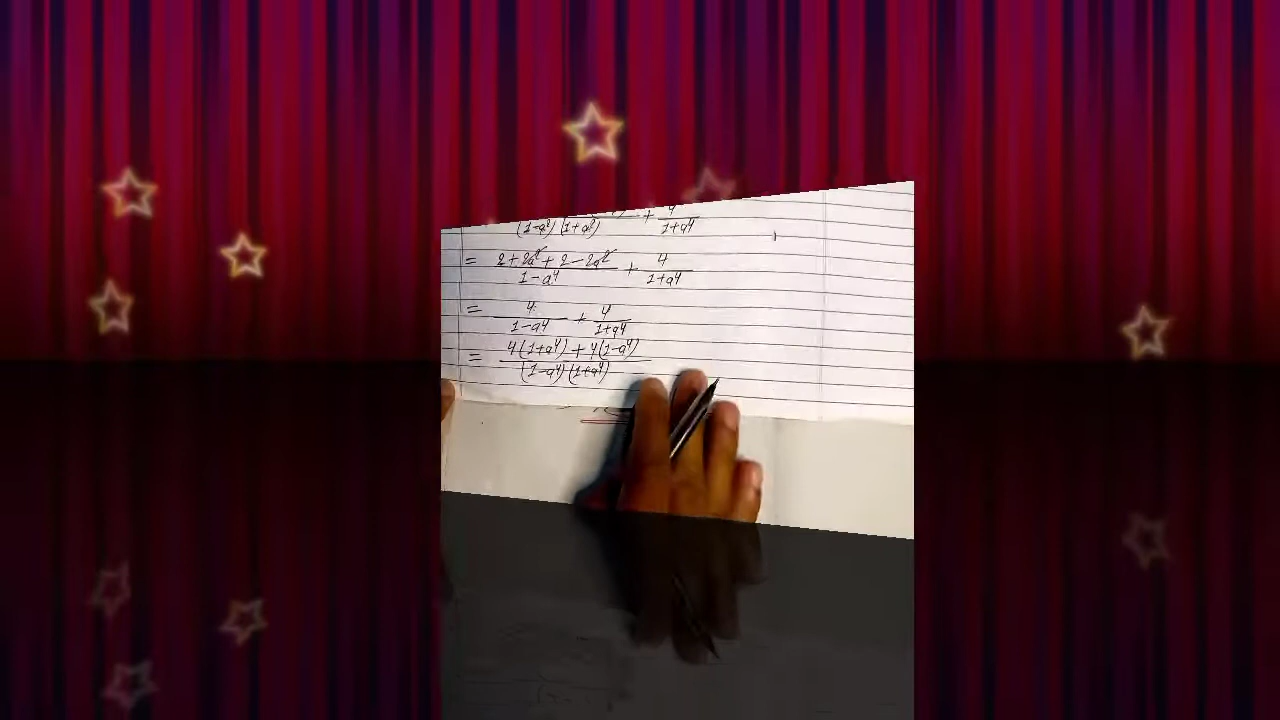 (1-a²)(1+a²) + 4/1+a⁴
= 2+2a²+2-2a²/1-a⁴ + 4/1+a⁴
= 4/1-a⁴ + 4/1+a⁴
= 4(1+a⁴)+4(1-a⁴)/(1-a⁴)(1+a⁴)